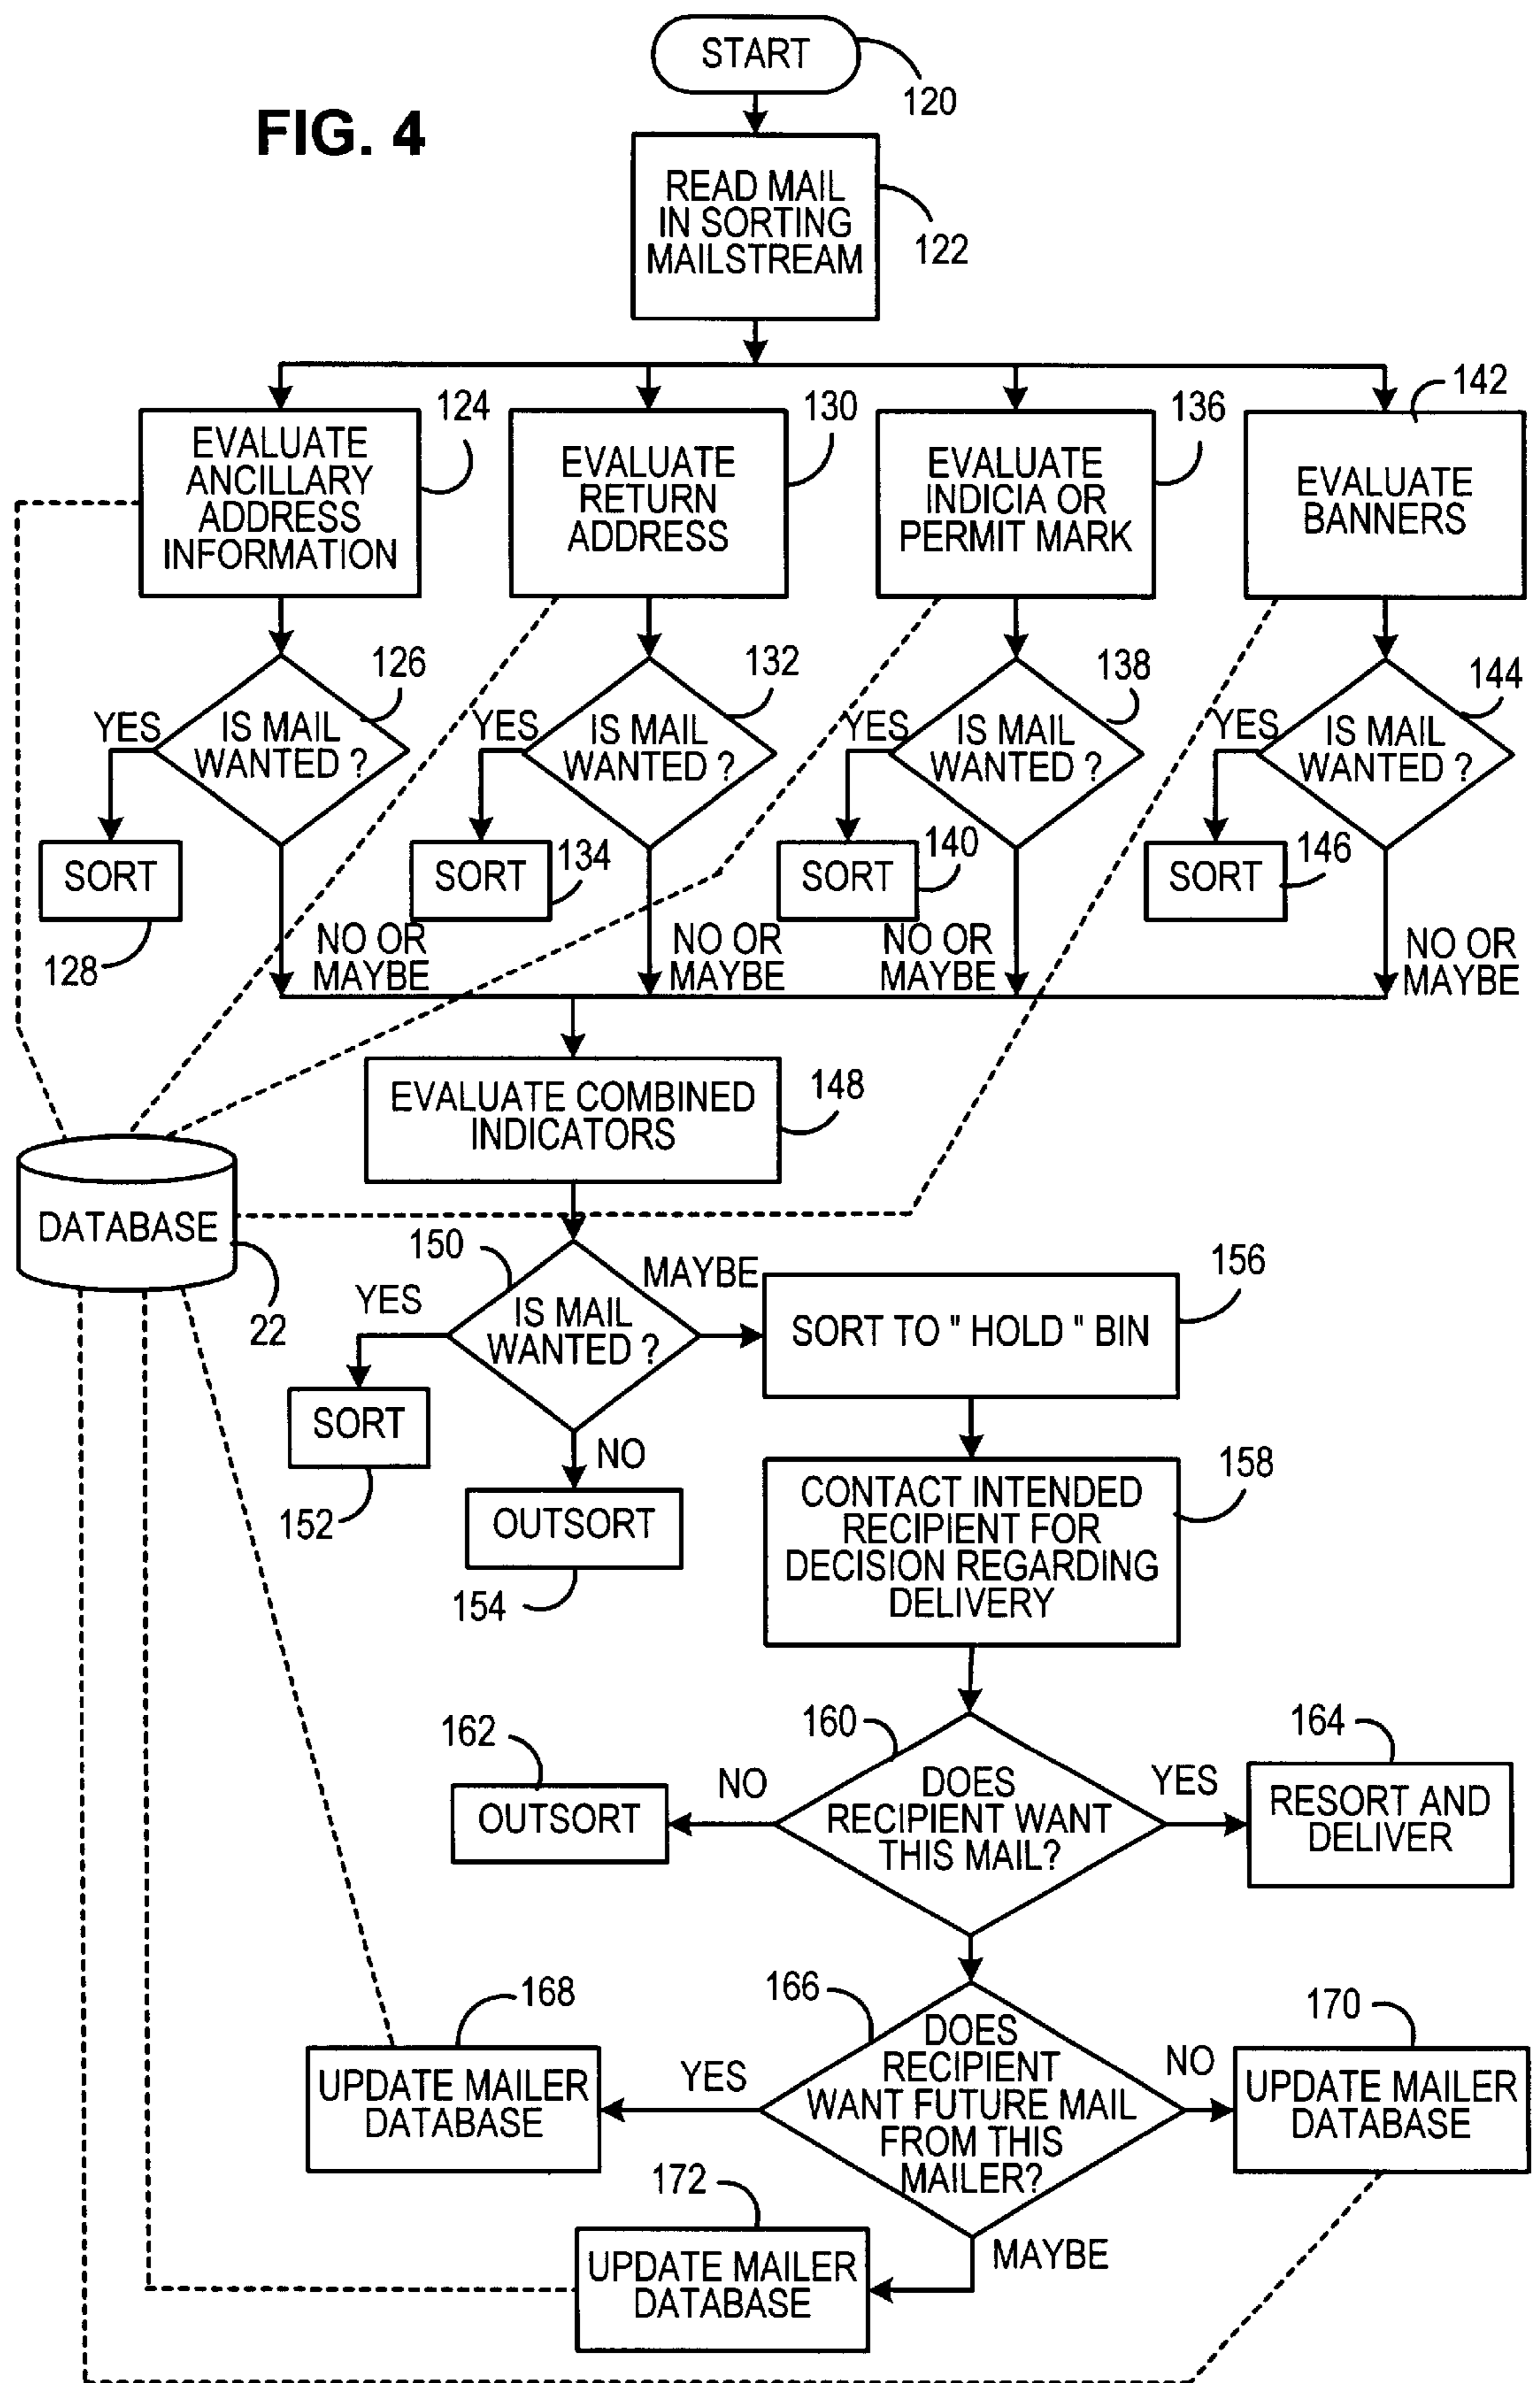 START
120
FIG. 4
READ MAIL
IN SORTING
MAILSTREAM
122
124
EVALUATE
ANCILLARY
ADDRESS
INFORMATION
130
EVALUATE
RETURN
ADDRESS
136
EVALUATE
INDICIA OR
PERMIT MARK
142
EVALUATE
BANNERS
126
YES
IS MAIL
WANTED ?
132
YES
IS MAIL
WANTED ?
138
YES
IS MAIL
WANTED ?
144
YES
IS MAIL
WANTED ?
SORT
128
SORT
134
SORT
140
SORT
146
NO OR
MAYBE
NO OR
MAYBE
NO OR
MAYBE
NO OR
MAYBE
EVALUATE COMBINED
INDICATORS
148
DATABASE
22
150
YES
IS MAIL
WANTED ?
MAYBE
156
SORT TO " HOLD " BIN
SORT
152
NO
OUTSORT
154
CONTACT INTENDED
RECIPIENT FOR
DECISION REGARDING
DELIVERY
158
160
DOES
RECIPIENT WANT
THIS MAIL?
162
NO
OUTSORT
164
YES
RESORT AND
DELIVER
166
DOES
RECIPIENT
WANT FUTURE MAIL
FROM THIS
MAILER?
168
YES
UPDATE MAILER
DATABASE
170
NO
UPDATE MAILER
DATABASE
172
MAYBE
UPDATE MAILER
DATABASE